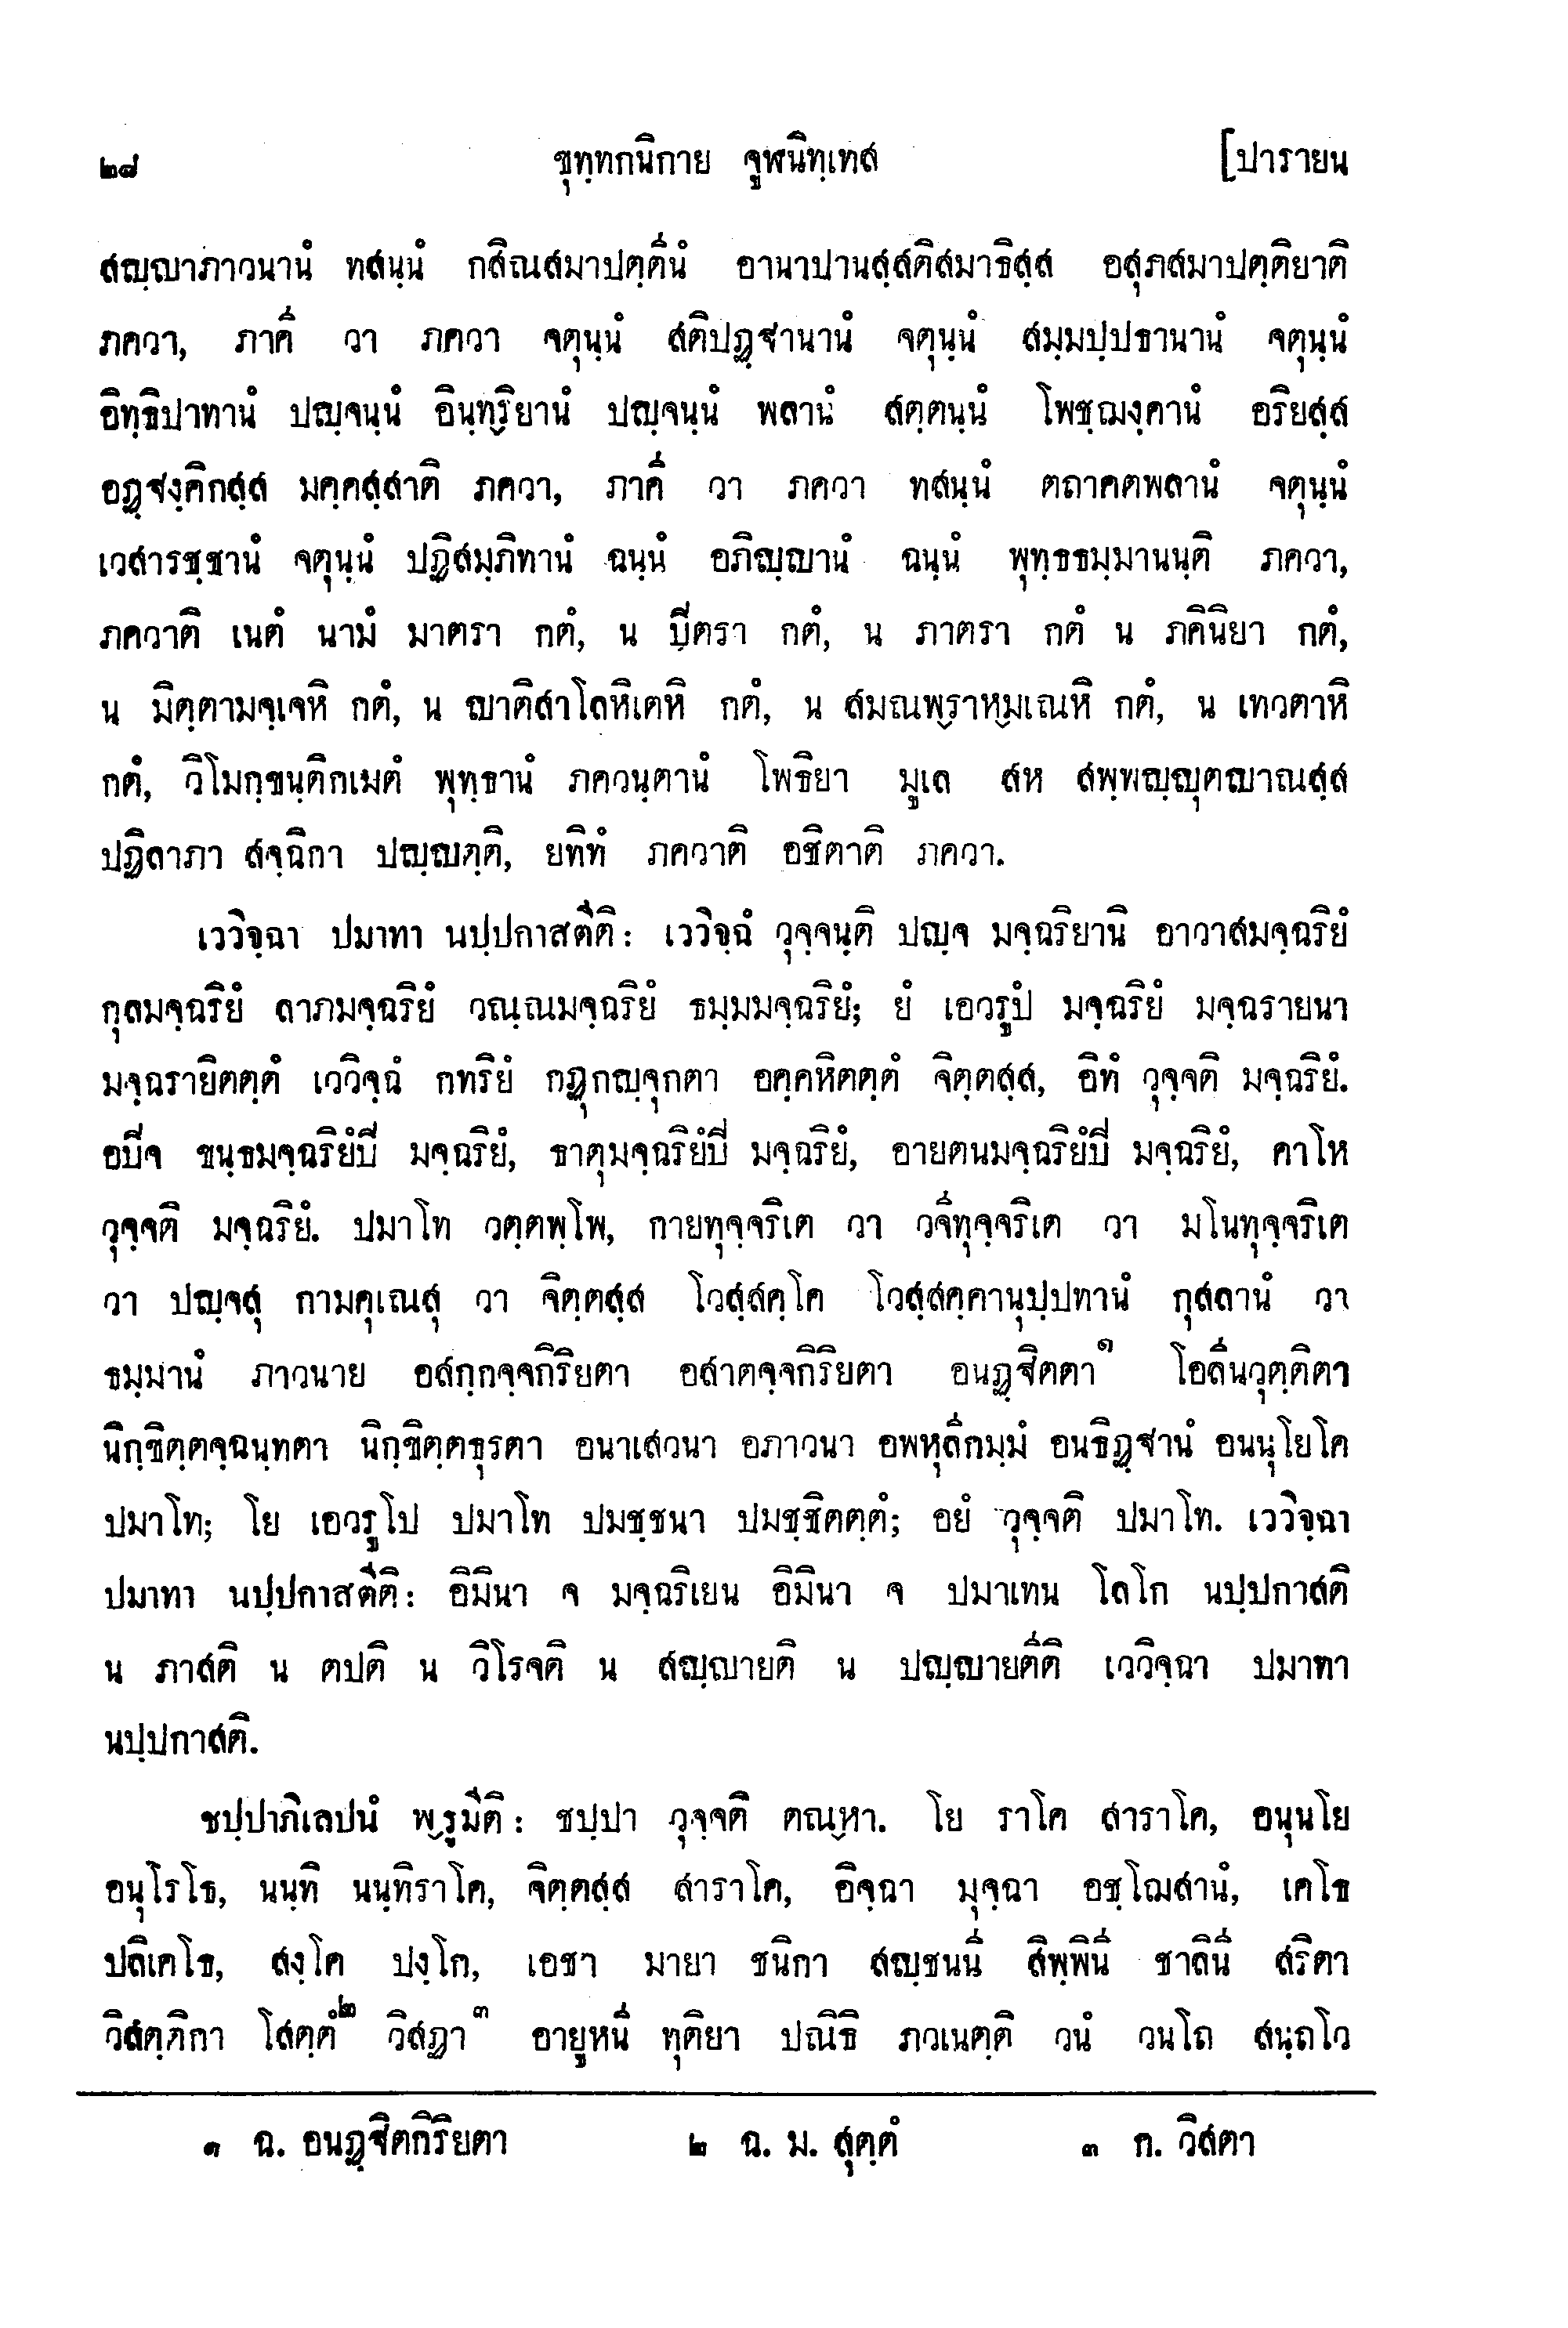 ๒๘ ขุทฺทกนิกาย จูฬนิทฺเทส [ปารายน
สญฺญาภาวนานํ ทสนฺนํ กสิณสมาปตฺตีนํ อานาปานสฺสติสมาธิสฺส อสุภสมาปตฺติยาติ
ภควา, ภาคี วา ภควา จตุนฺนํ สติปฏฺฐานานํ จตุนฺนํ สมฺมปฺปธานานํ จตุนฺนํ
อิทฺธิปาทานํ ปญฺจนฺนํ อินฺทฺริยานํ ปญฺจนฺนํ พลานํ สตฺตนฺนํ โพชฺฌงฺคานํ อริยสฺส
อฏฺฐงฺคิกสฺส มคฺคสฺสาติ ภควา, ภาคี วา ภควา ทสนฺนํ ตถาคตพลานํ จตุนฺนํ
เวสารชฺชานํ จตุนฺนํ ปฏิสมฺภิทานํ ฉนฺนํ อภิญฺญานํ ฉนฺนํ พุทฺธธมฺมานนฺติ ภควา,
ภควาติ เนตํ นามํ มาตรา กตํ, น ปิตรา กตํ, น ภาตรา กตํ น ภคินิยา กตํ,
น มิตฺตามจฺเจหิ กตํ, น ญาติสาโลหิเตหิ กตํ, น สมณพฺราหฺมเณหิ กตํ, น เทวตาหิ
กตํ, วิโมกฺขนฺติกเมตํ พุทฺธานํ ภควนฺตานํ โพธิยา มูเล สห สพฺพญฺญุตญาณสฺส
ปฏิลาภา สจฺฉิกา ปญฺญตฺติ, ยทิทํ ภควาติ อชิตาติ ภควา.
เววิจฺฉา ปมาทา นปฺปกาสตีติ: เววิจฺฉํ วุจฺจนฺติ ปญฺจ มจฺฉริยานิ อาวาสมจฺฉริยํ
กุลมจฺฉริยํ ลาภมจฺฉริยํ วณฺณมจฺฉริยํ ธมฺมมจฺฉริยํ; ยํ เอวรูปํ มจฺฉริยํ มจฺฉรายนา
มจฺฉรายิตตฺตํ เววิจฺฉํ กทริยํ กฏุกญฺจุกตา อคฺคหิตตฺตํ จิตฺตสฺส, อิทํ วุจฺจติ มจฺฉริยํ.
อปิจ ขนฺธมจฺฉริยํปิ มจฺฉริยํ, ธาตุมจฺฉริยํปิ มจฺฉริยํ, อายตนมจฺฉริยํปิ มจฺฉริยํ, คาโห
วุจฺจติ มจฺฉริยํ. ปมาโท วตฺตพฺโพ, กายทุจฺจริเต วา วจีทุจฺจริเต วา มโนทุจฺจริเต
วา ปญฺจสุ กามคุเณสุ วา จิตฺตสฺส โวสฺสคฺโค โวสฺสคฺคานุปฺปทานํ กุสลานํ วา
ธมฺมานํ ภาวนาย อสกฺกจฺจกิริยตา อสาตจฺจกิริยตา อนฏฺฐิตตา๑ โอลีนวุตฺติตา
นิกฺขิตฺตจฺฉนฺทตา นิกฺขิตฺตธุรตา อนาเสวนา อภาวนา อพหุลีกมฺมํ อนธิฏฺฐานํ อนนุโยโค
ปมาโท; โย เอวรูโป ปมาโท ปมชฺชนา ปมชฺชิตตฺตํ; อยํ วุจฺจติ ปมาโท. เววิจฺฉา
ปมาทา นปฺปกาสตีติ: อิมินา จ มจฺฉริเยน อิมินา จ ปมาเทน โลโก นปฺปกาสติ
น ภาสติ น ตปติ น วิโรจติ น สญฺญายติ น ปญฺญายตีติ เววิจฺฉา ปมาทา
นปฺปกาสติ.
ชปฺปาภิเลปนํ พฺรูมีติ: ชปฺปา วุจฺจติ ตณฺหา. โย ราโค สาราโค, อนุนโย
อนุโรโธ, นนฺทิ นนฺทิราโค, จิตฺตสฺส สาราโค, อิจฺฉา มุจฺฉา อชฺโฌสานํ, เคโธ
ปลิเคโธ, สงฺโค ปงฺโก, เอชา มายา ชนิกา สญฺชนนี สิพฺพินี ชาลินี สริตา
วิสตฺติกา โสตฺตํ๒ วิสฏา๓ อายูหนี ทุติยา ปณิธิ ภวเนตฺติ วนํ วนโถ สนฺถโว
๑ ฉ. อนฏฺฐิตกิริยตา ๒ ฉ. ม. สุตฺตํ ๓ ก. วิสตา